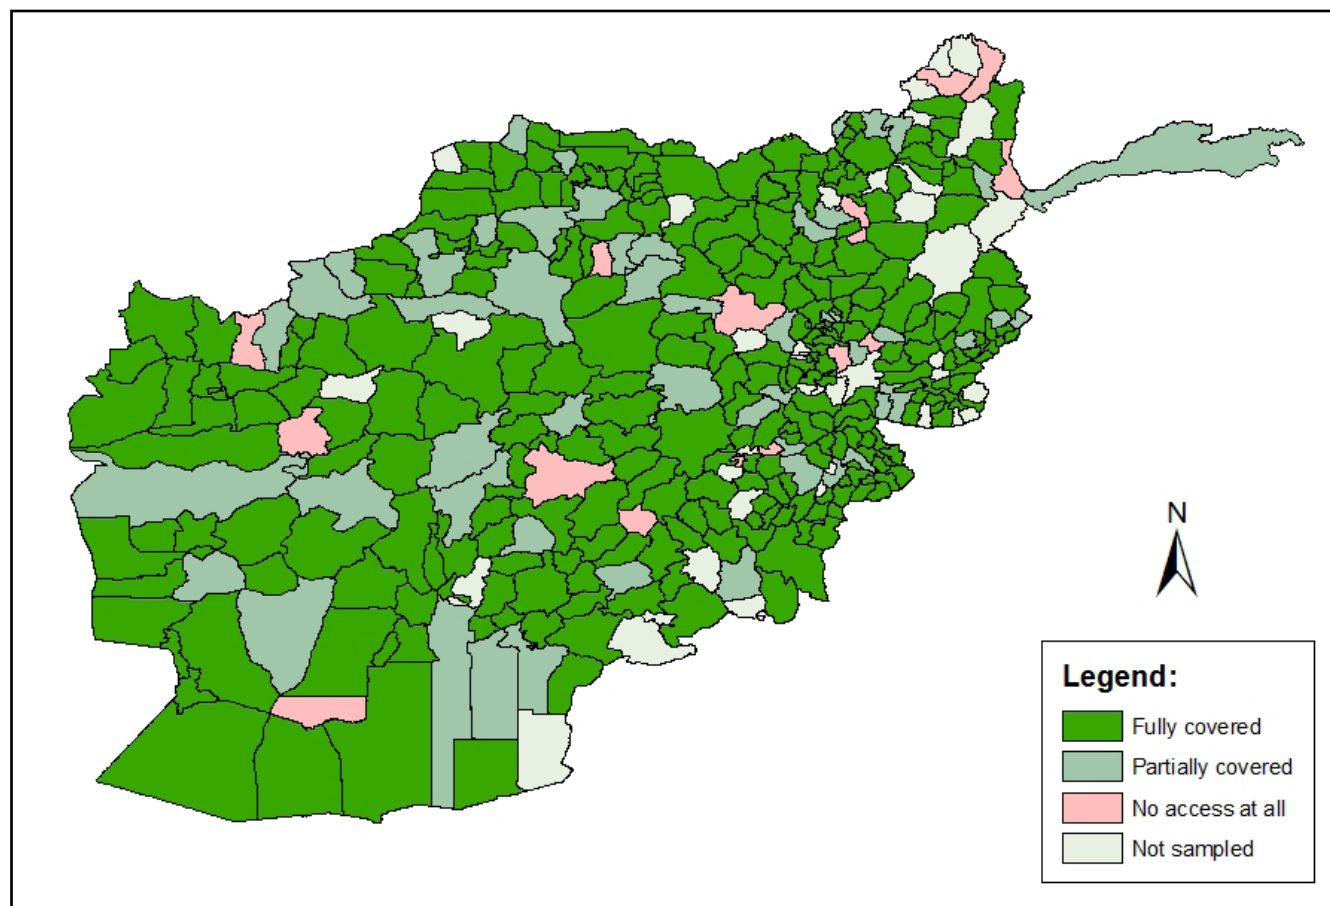 N
Legend:
Fully covered
Partially covered
No access at all
Not sampled